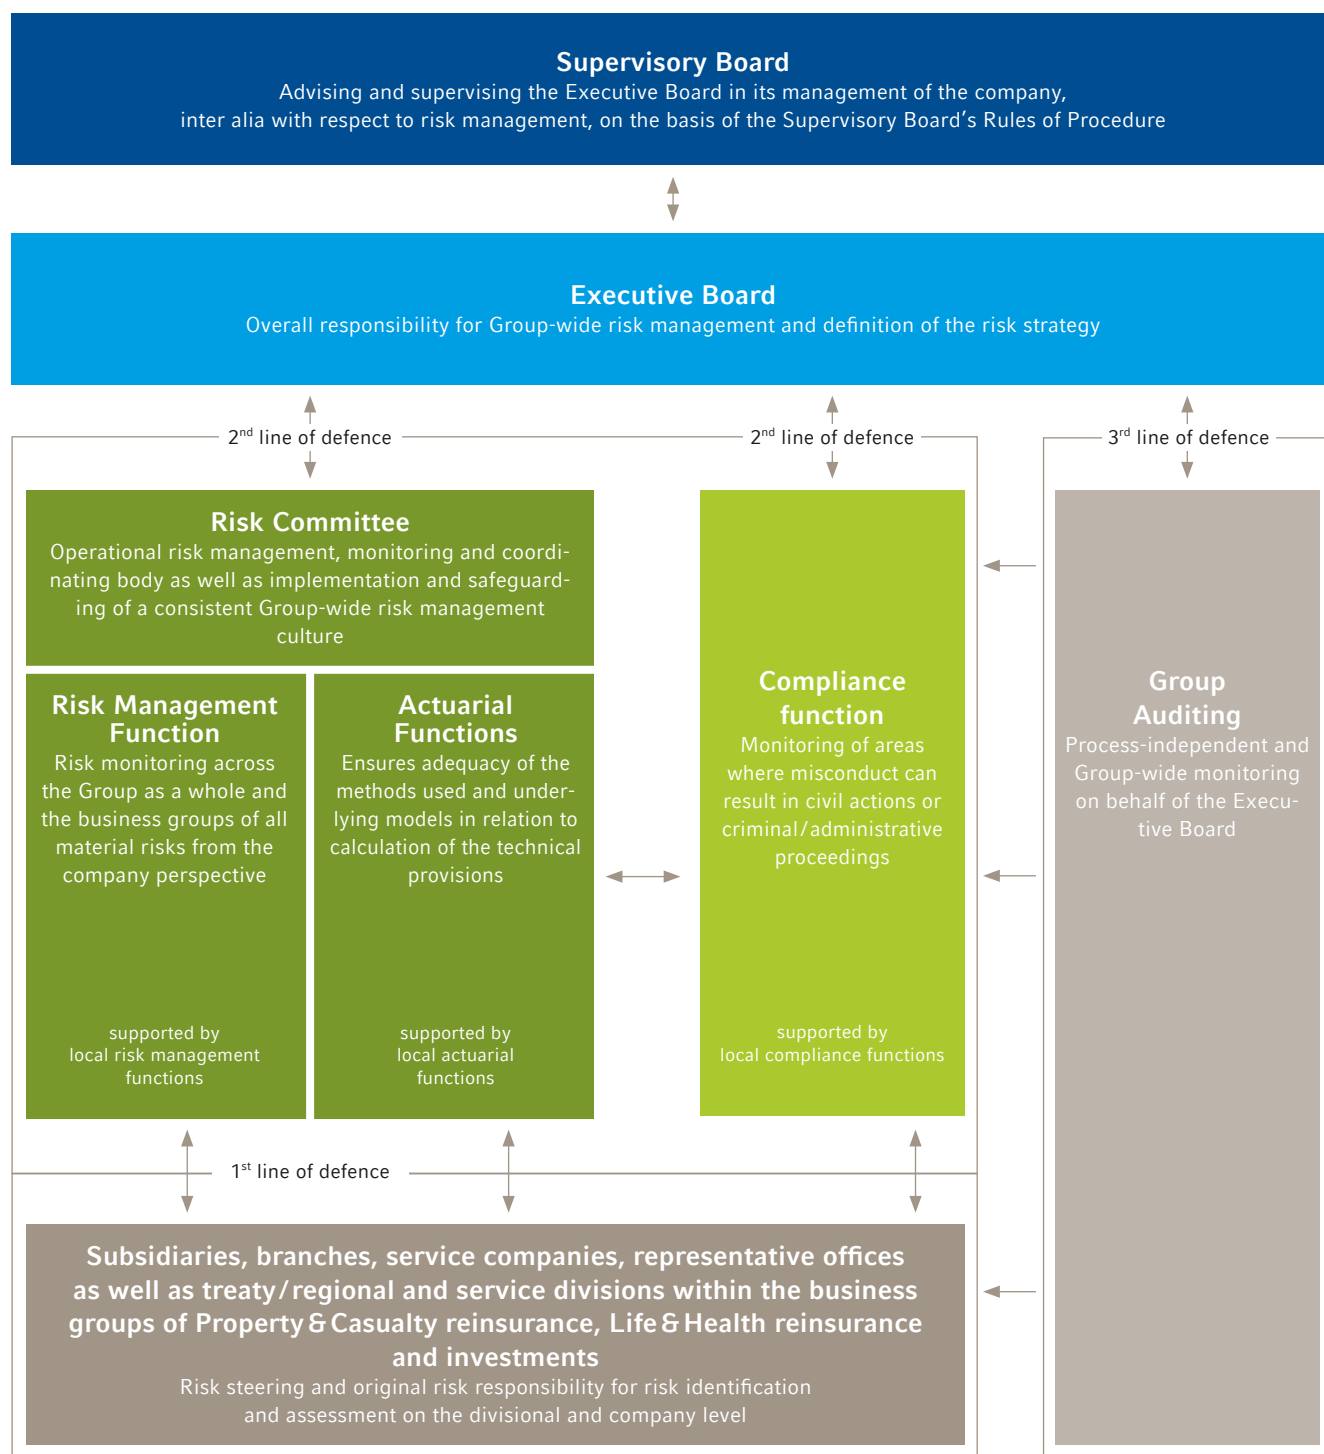 Supervisory Board
Advising and supervising the Executive Board in its management of the company,
inter alia with respect to risk management, on the basis of the Supervisory Board’s Rules of Procedure
Executive Board
Overall responsibility for Group-wide risk management and definition of the risk strategy
2nd line of defence
2nd line of defence
3rd line of defence
Risk Committee
Operational risk management, monitoring and coordi-
nating body as well as implementation and safeguard-
ing of a consistent Group-wide risk management
culture
Risk Management
Function
Risk monitoring across
the Group as a whole and
the business groups of all
material risks from the
company perspective
supported by
local risk management
functions
Actuarial
Functions
Ensures adequacy of the
methods used and under-
lying models in relation to
calculation of the technical
provisions
supported by
local actuarial
functions
Compliance
function
Monitoring of areas
where misconduct can
result in civil actions or
criminal/administrative
proceedings
supported by
local compliance functions
Group
Auditing
Process-independent and
Group-wide monitoring
on behalf of the Execu-
tive Board
1st line of defence
Subsidiaries, branches, service companies, representative offices
as well as treaty/regional and service divisions within the business
groups of Property & Casualty reinsurance, Life & Health reinsurance
and investments
Risk steering and original risk responsibility for risk identification
and assessment on the divisional and company level